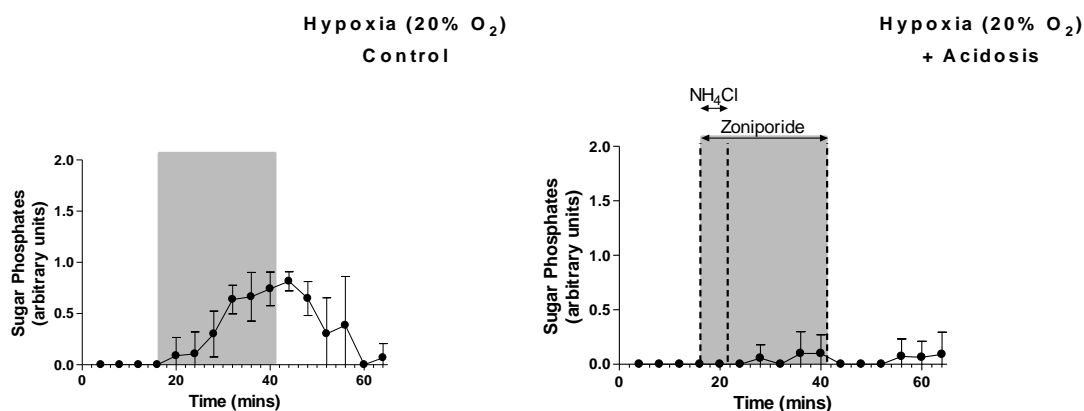 Hypoxia (20% O₂)
Control
2.0
1.5
1.0
0.5
0.0
0
20
40
60
Sugar Phosphates
(arbitrary units)
Time (mins)
Hypoxia (20% O₂)
+ Acidosis
NH₄Cl
Zoniporide
2.0
1.5
1.0
0.5
0.0
0
20
40
60
Sugar Phosphates
(arbitrary units)
Time (mins)